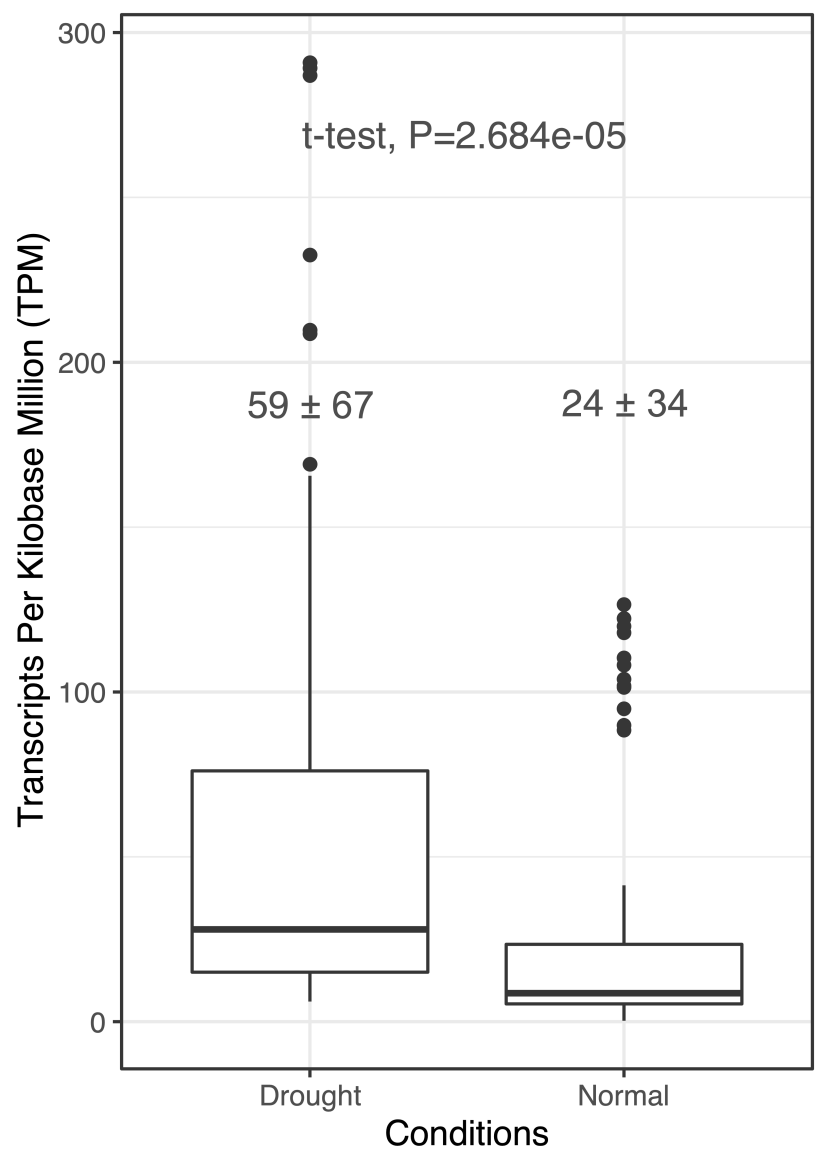 Transcripts Per Kilobase Million (TPM)
300
200
100
0
t-test, P=2.684e-05
59 ± 67
24 ± 34
Drought
Normal
Conditions